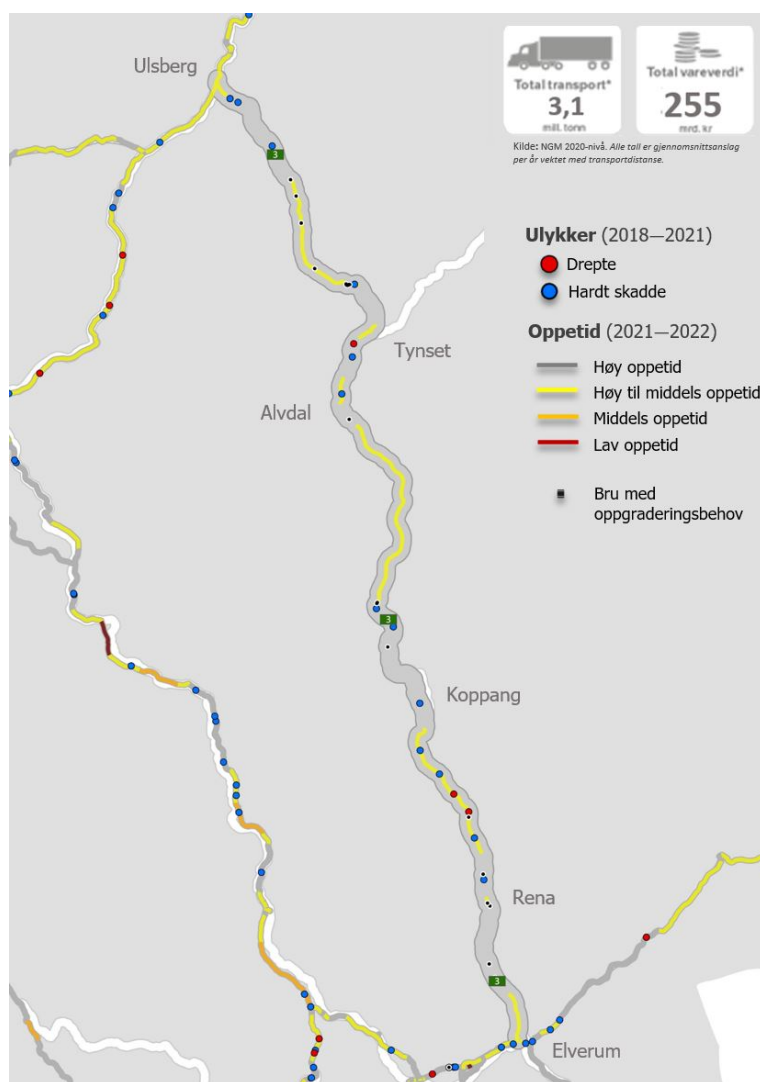 Total transport*
3,1
mill. tonn
Total vareverdi*
255
mrd. kr
Kilde: NGM 2020-nivå. Alle tall er gjennomsnittsanslag
per år vektet med transportdistanse.
Ulsberg
3
Ulykker (2018—2021)
Drepte
Hardt skadde
Oppetid (2021—2022)
Høy oppetid
Høy til middels oppetid
Middels oppetid
Lav oppetid
Bru med
oppgraderingsbehov
Tynset
Alvdal
3
Koppang
Rena
3
Elverum